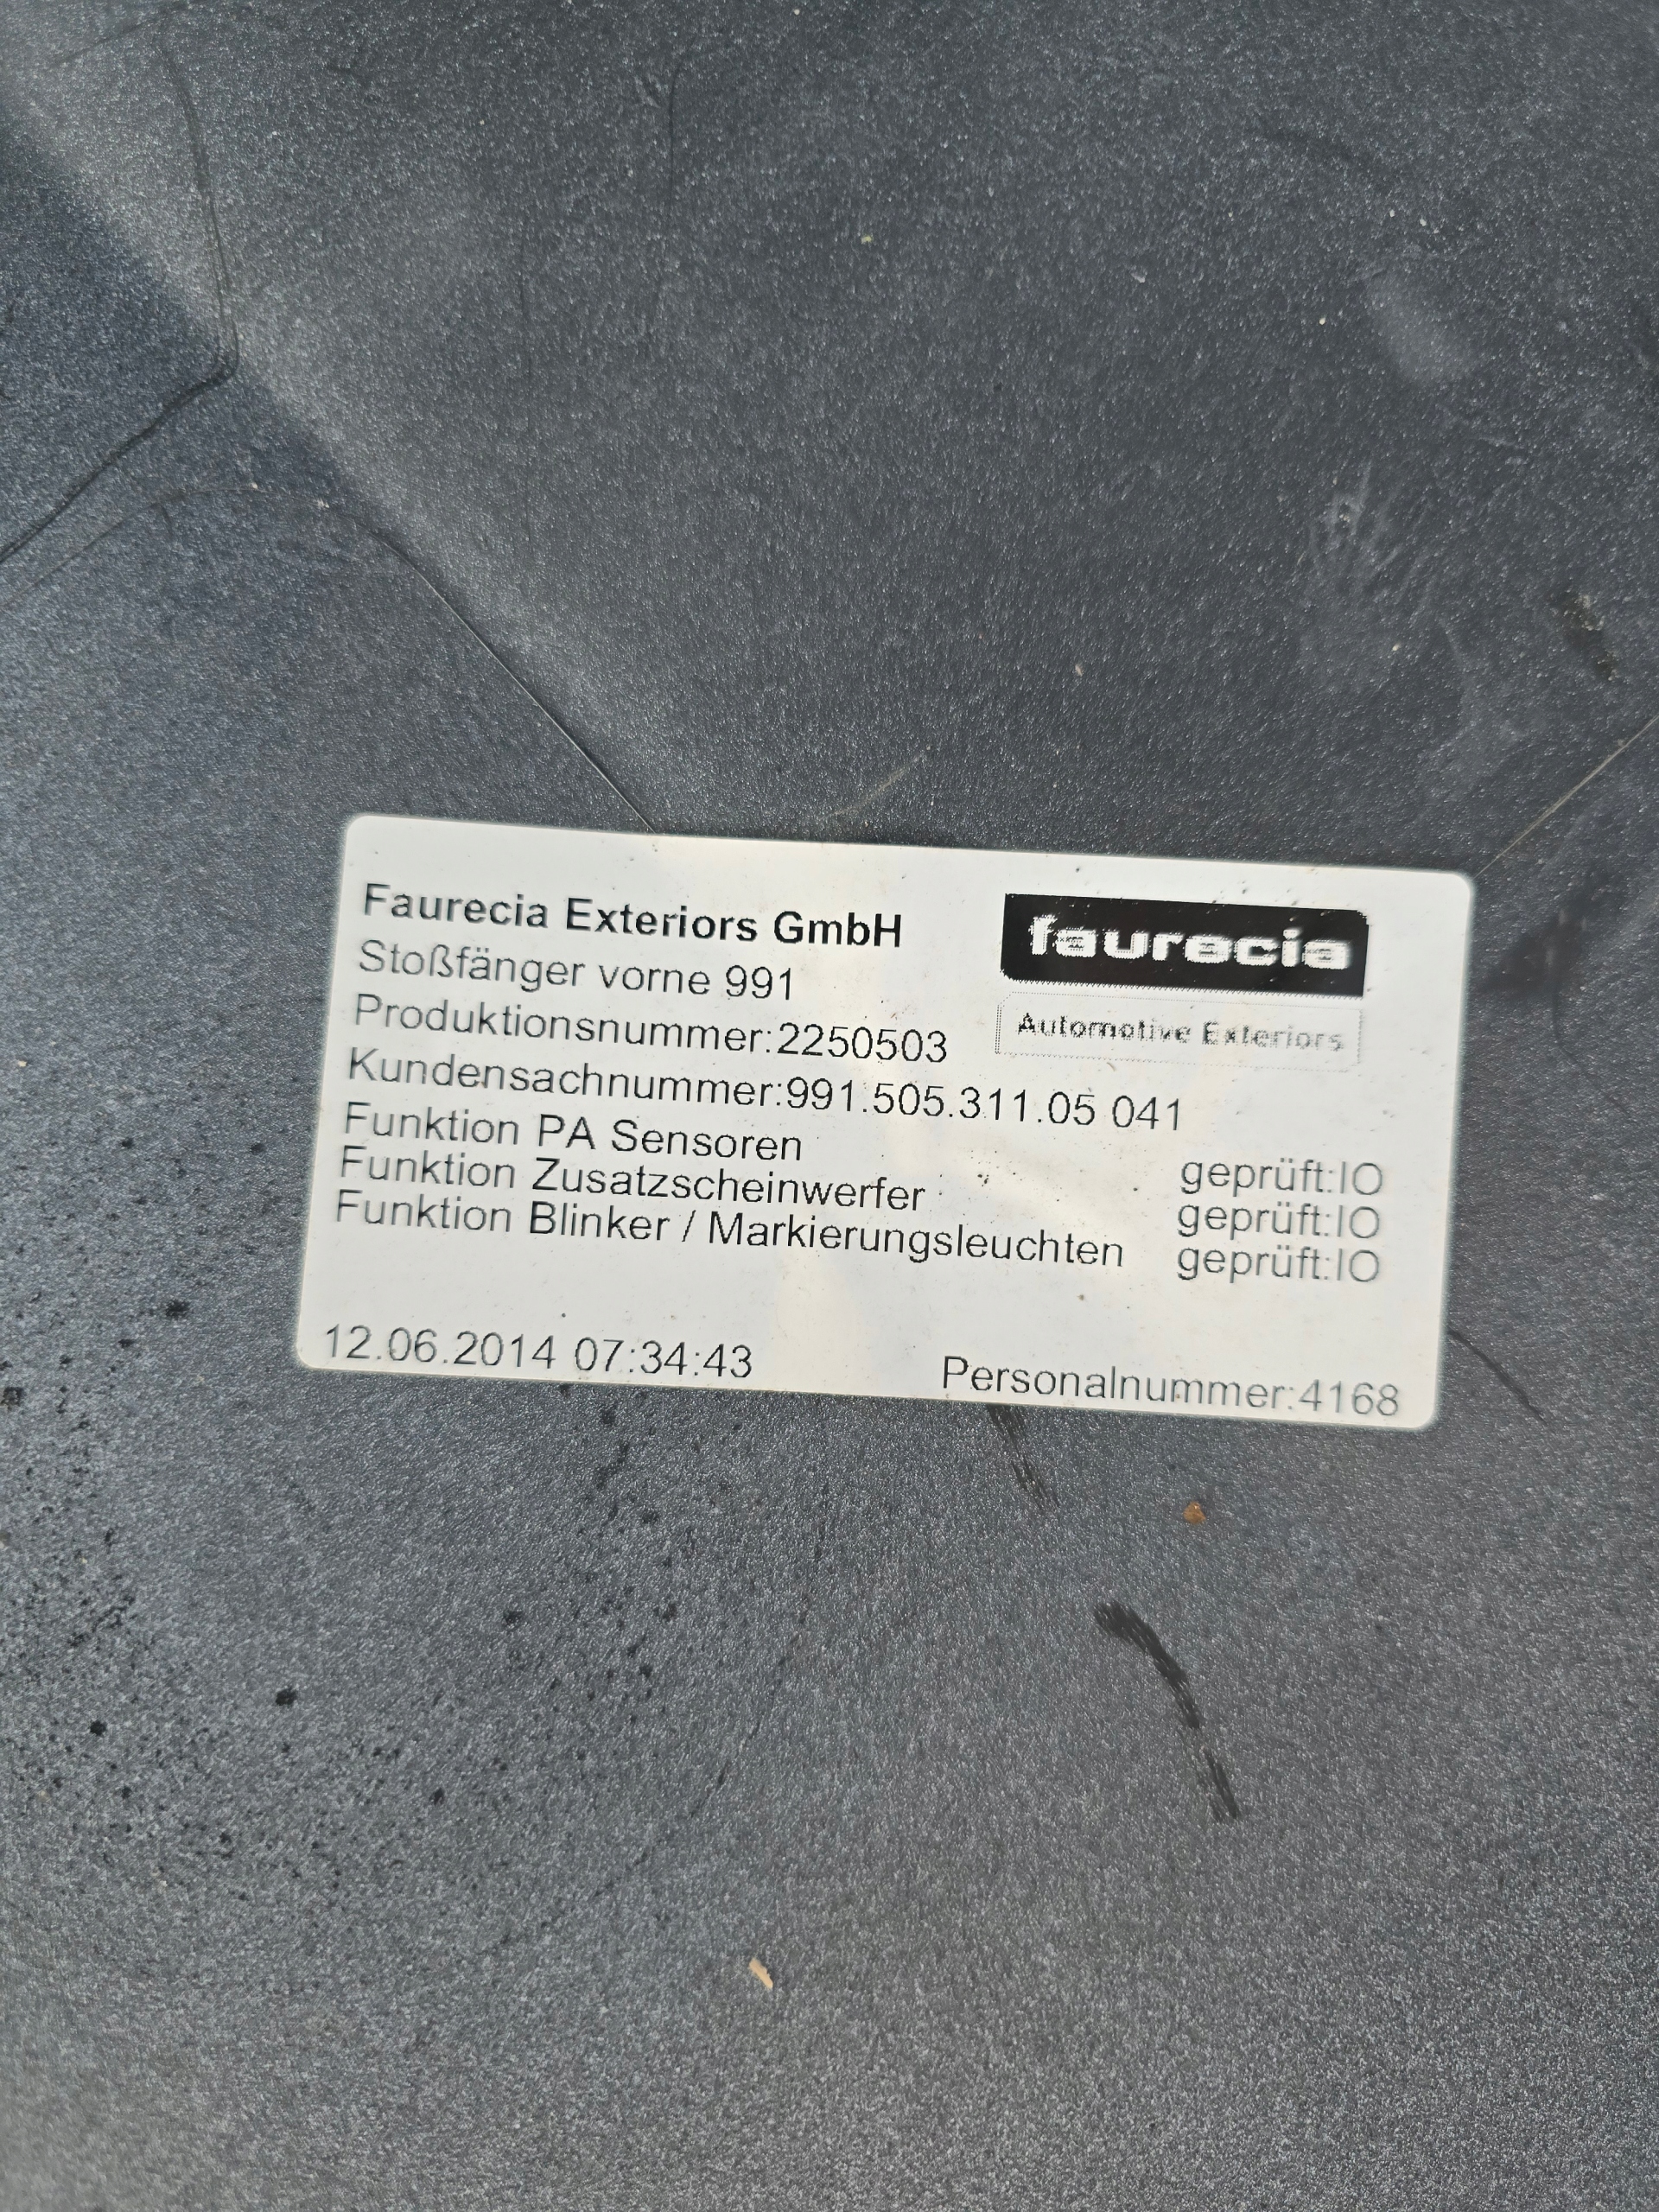 Faurecia Exteriors GmbH
faurecia
Automotive Exteriors
Stoßfänger vorne 991
Produktionsnummer:2250503
Kundensachnummer:991.505.311.05 041
Funktion PA Sensoren geprüft:IO
Funktion Zusatzscheinwerfer geprüft:IO
Funktion Blinker / Markierungsleuchten geprüft:IO
12.06.2014 07:34:43 Personalnummer:4168